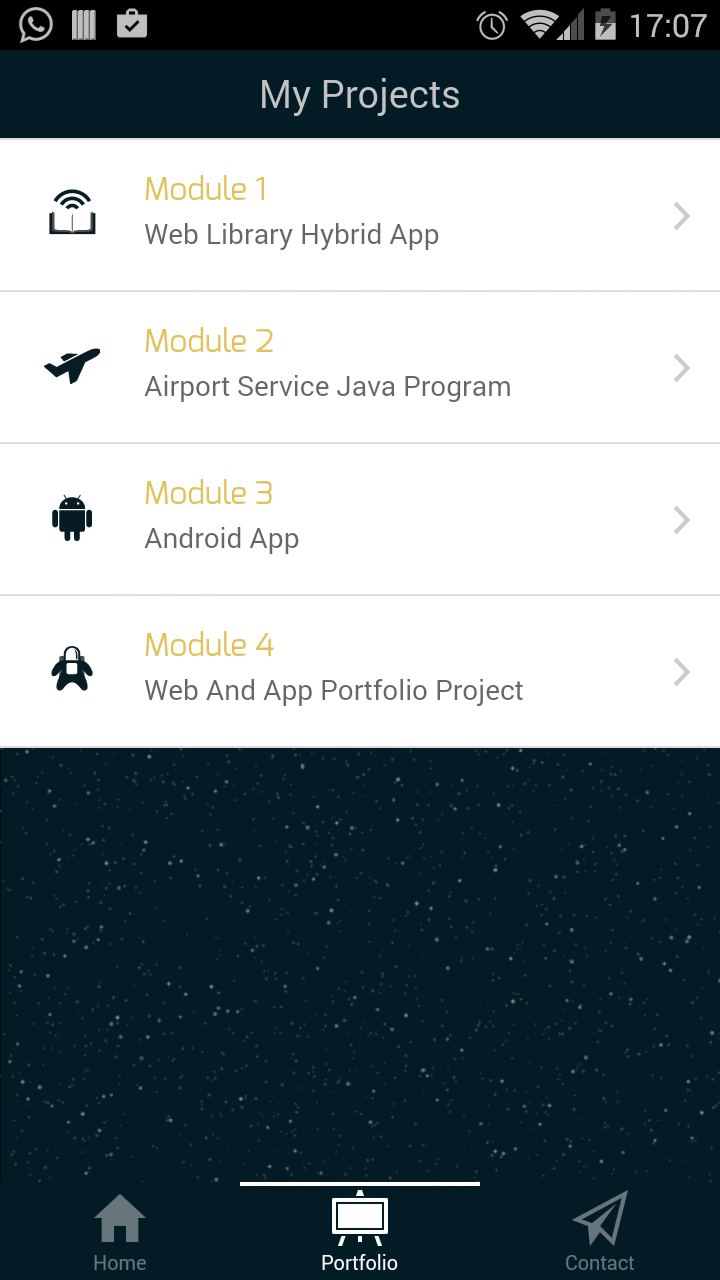 17:07
My Projects
Module 1
Web Library Hybrid App
Module 2
Airport Service Java Program
Module 3
Android App
Module 4
Web And App Portfolio Project
Home
Portfolio
Contact